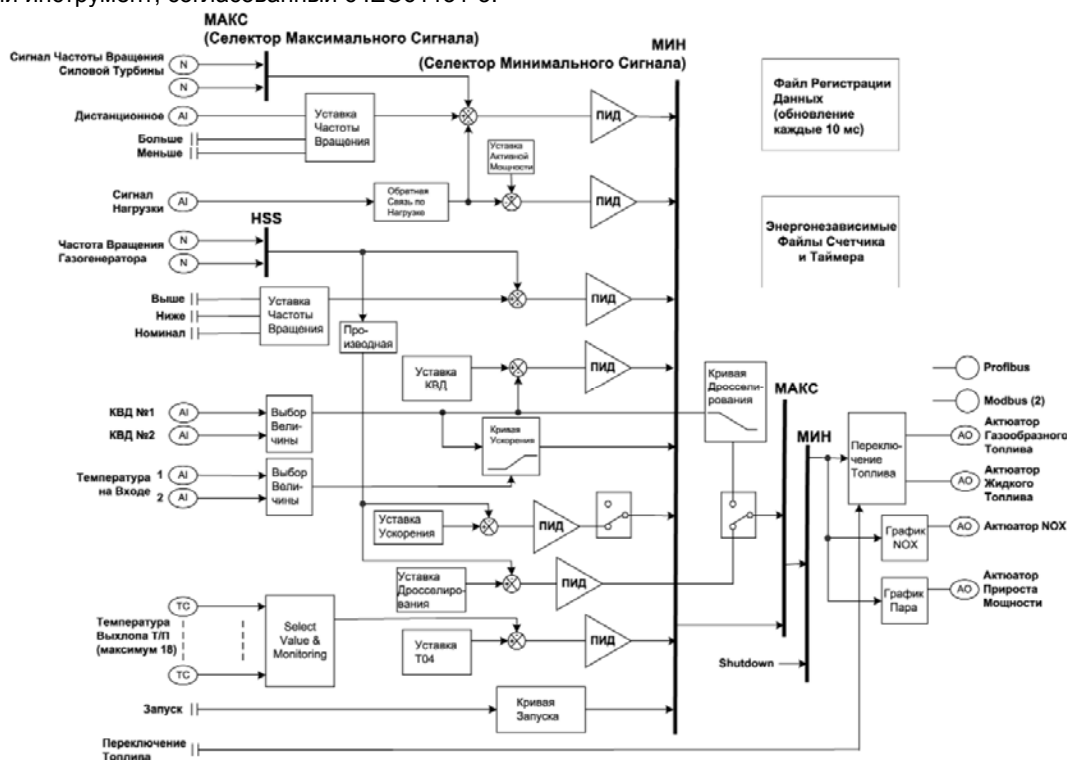 инструмент, согласованный с IEC61131-3.
МАКС
(Селектор Максимального Сигнала)
МИН
(Селектор Минимального Сигнала)
Сигнал Частоты Вращения
Силовой Турбины
N
N
Дистанционное
AI
Больше
Меньше
Уставка
Частоты
Вращения
ПИД
Уставка
Активной
Мощности
Сигнал
Нагрузки
AI
Обратная
Связь по
Нагрузке
ПИД
Файл Регистрации
Данных
(обновление
каждые 10 мс)
Энергонезависимые
Файлы Счетчика
и Таймера
HSS
Частота Вращения
Газогенератора
N
N
Выше
Ниже
Номинал
Уставка
Частоты
Вращения
ПИД
Про-
изводная
Уставка
КВД
ПИД
КВД №1
AI
КВД №2
AI
Выбор
Вели-
чины
Кривая
Ускорения
Температура
на Входе
1
AI
2
AI
Выбор
Вели-
чины
Уставка
Ускорения
ПИД
Уставка
Дросселиро-
вания
ПИД
Кривая
Дроссели-
рования
МАКС
МИН
Shutdown
Температура
Выхлопа Т/П
(максимум 18)
TC
TC
Select
Value &
Monitoring
Уставка
T04
ПИД
Запуск
Кривая
Запуска
Переключение
Топлива
Переклю-
чение
Топлива
Profibus
Modbus (2)
AO
Актюатор
Газообразного
Топлива
AO
Актюатор
Жидкого
Топлива
График
NOX
AO
Актюатор NOX
График
Пара
AO
Актюатор
Прироста
Мощности